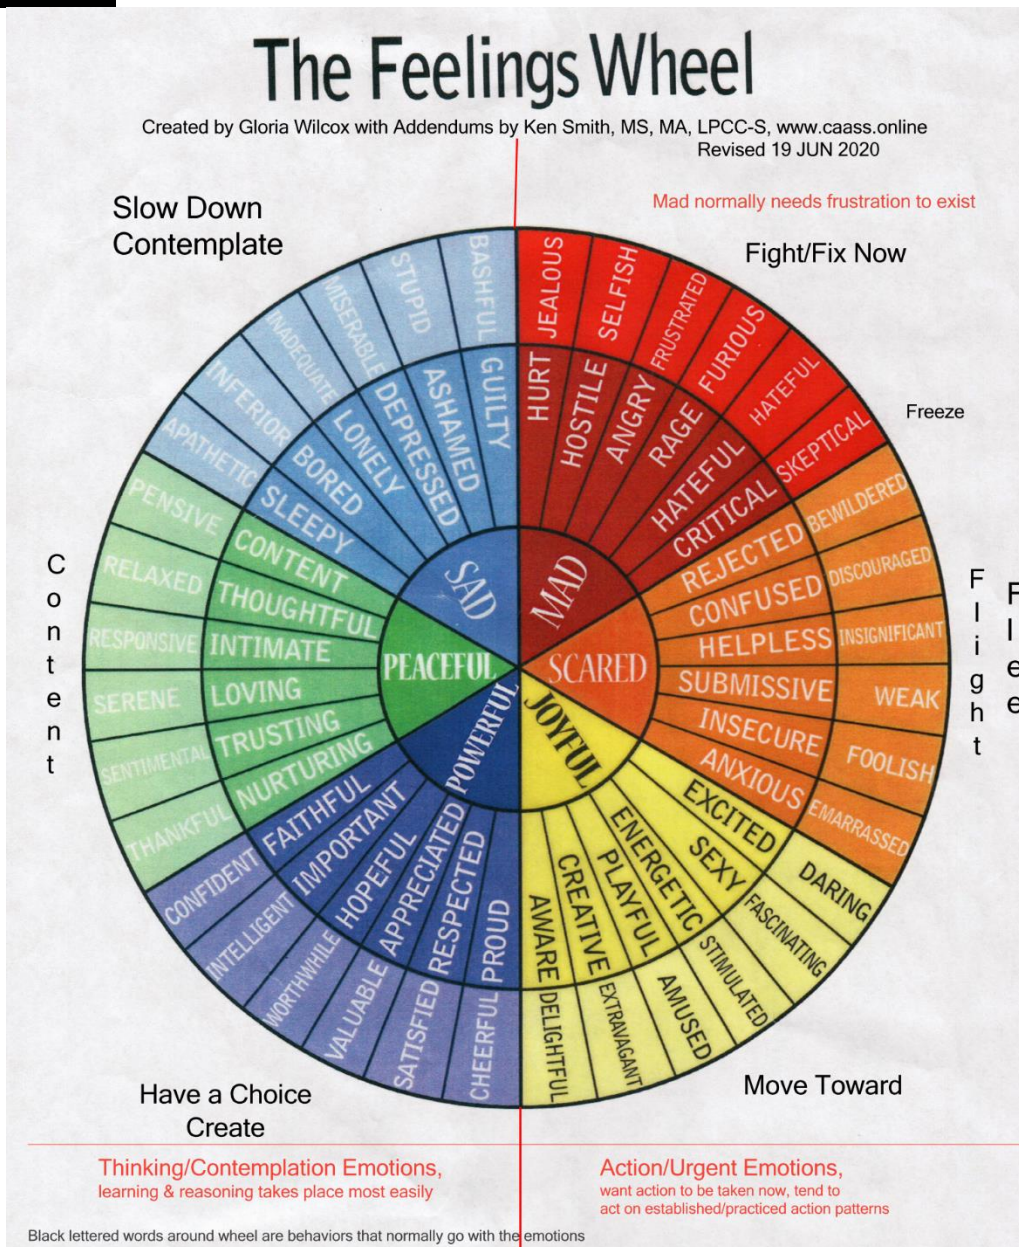 The Feelings Wheel
Created by Gloria Wilcox with Addendums by Ken Smith, MS, MA, LPCC-S, www.caass.online
Revised 19 JUN 2020
Slow Down
Contemplate
Mad normally needs frustration to exist
Fight/Fix Now
Freeze
Flight
Flee
Content
SAD
GUILTY
ASHAMED
DEPRESSED
LONELY
BORED
SLEEPY
BASHFUL
STUPID
MISERABLE
INADEQUATE
INFERIOR
APATHETIC
MAD
HURT
HOSTILE
ANGRY
RAGE
HATEFUL
CRITICAL
JEALOUS
SELFISH
FRUSTRATED
FURIOUS
HATEFUL
SKEPTICAL
SCARED
REJECTED
CONFUSED
HELPLESS
SUBMISSIVE
INSECURE
ANXIOUS
BEWILDERED
DISCOURAGED
INSIGNIFICANT
WEAK
FOOLISH
EMARRASSED
JOYFUL
EXCITED
SEXY
ENERGETIC
PLAYFUL
CREATIVE
AWARE
DARING
FASCINATING
STIMULATED
AMUSED
EXTRAVAGANT
DELIGHTFUL
POWERFUL
PROUD
RESPECTED
APPRECIATED
HOPEFUL
IMPORTANT
FAITHFUL
CHEERFUL
SATISFIED
VALUABLE
WORTHWHILE
INTELLIGENT
CONFIDENT
PEACEFUL
NURTURING
TRUSTING
LOVING
INTIMATE
THOUGHTFUL
CONTENT
THANKFUL
SENTIMENTAL
SERENE
RESPONSIVE
RELAXED
PENSIVE
Have a Choice
Create
Move Toward
Thinking/Contemplation Emotions,
learning & reasoning takes place most easily
Action/Urgent Emotions,
want action to be taken now, tend to
act on established/practiced action patterns
Black lettered words around wheel are behaviors that normally go with the emotions